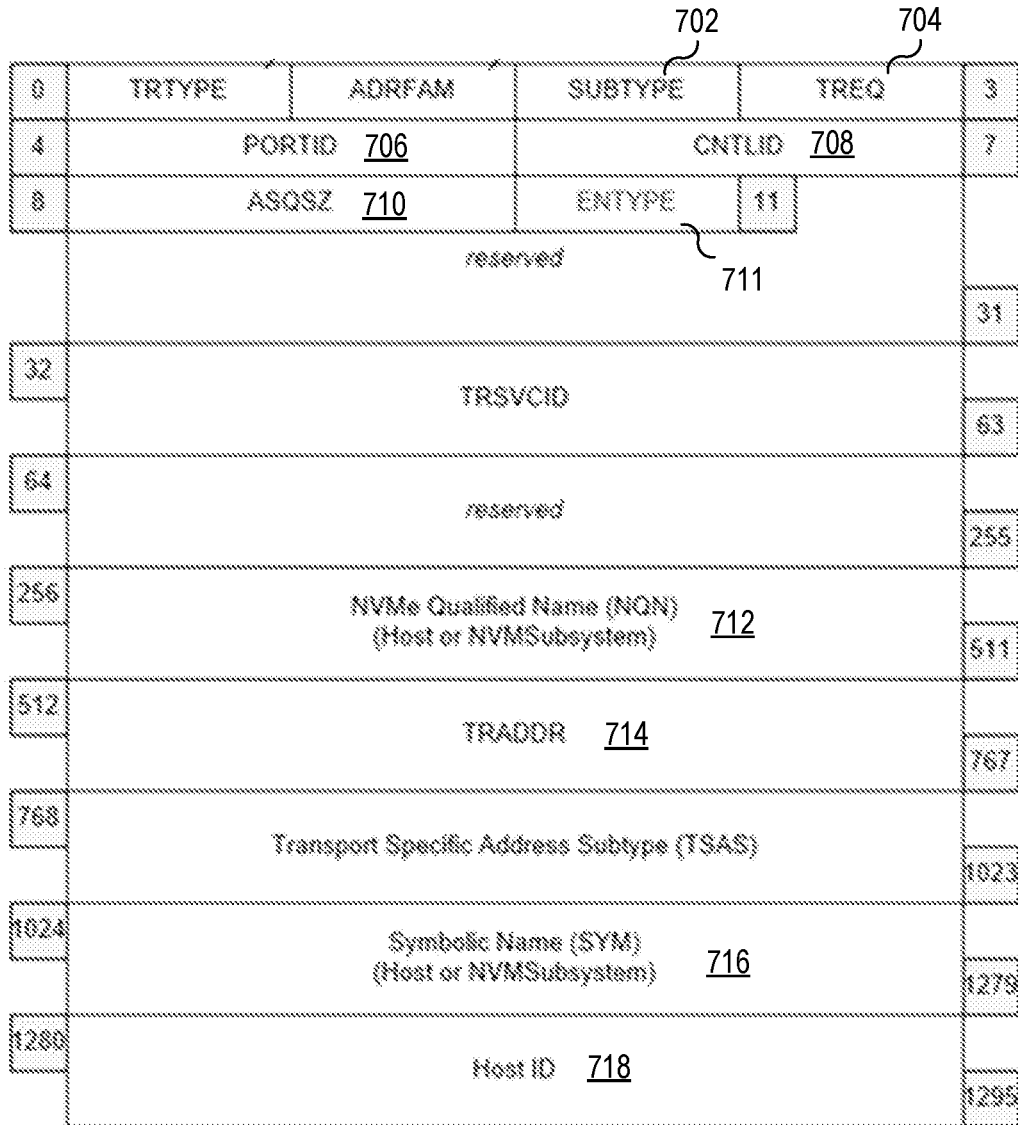 702 704
0 TRTYPE ADRFAM SUBTYPE TREQ 3
4 PORTID 706 CNTLID 708 7
8 ASQSZ 710 ENTYPE 11
reserved 711
31
32
TRSVCID
63
64
reserved
255
256
NVMe Qualified Name (NQN)
(Host or NVMSubsystem) 712
511
512
TRADDR 714
767
768
Transport Specific Address Subtype (TSAS)
1023
1024
Symbolic Name (SYM)
(Host or NVMSubsystem) 716
1279
1280
Host ID 718
1295